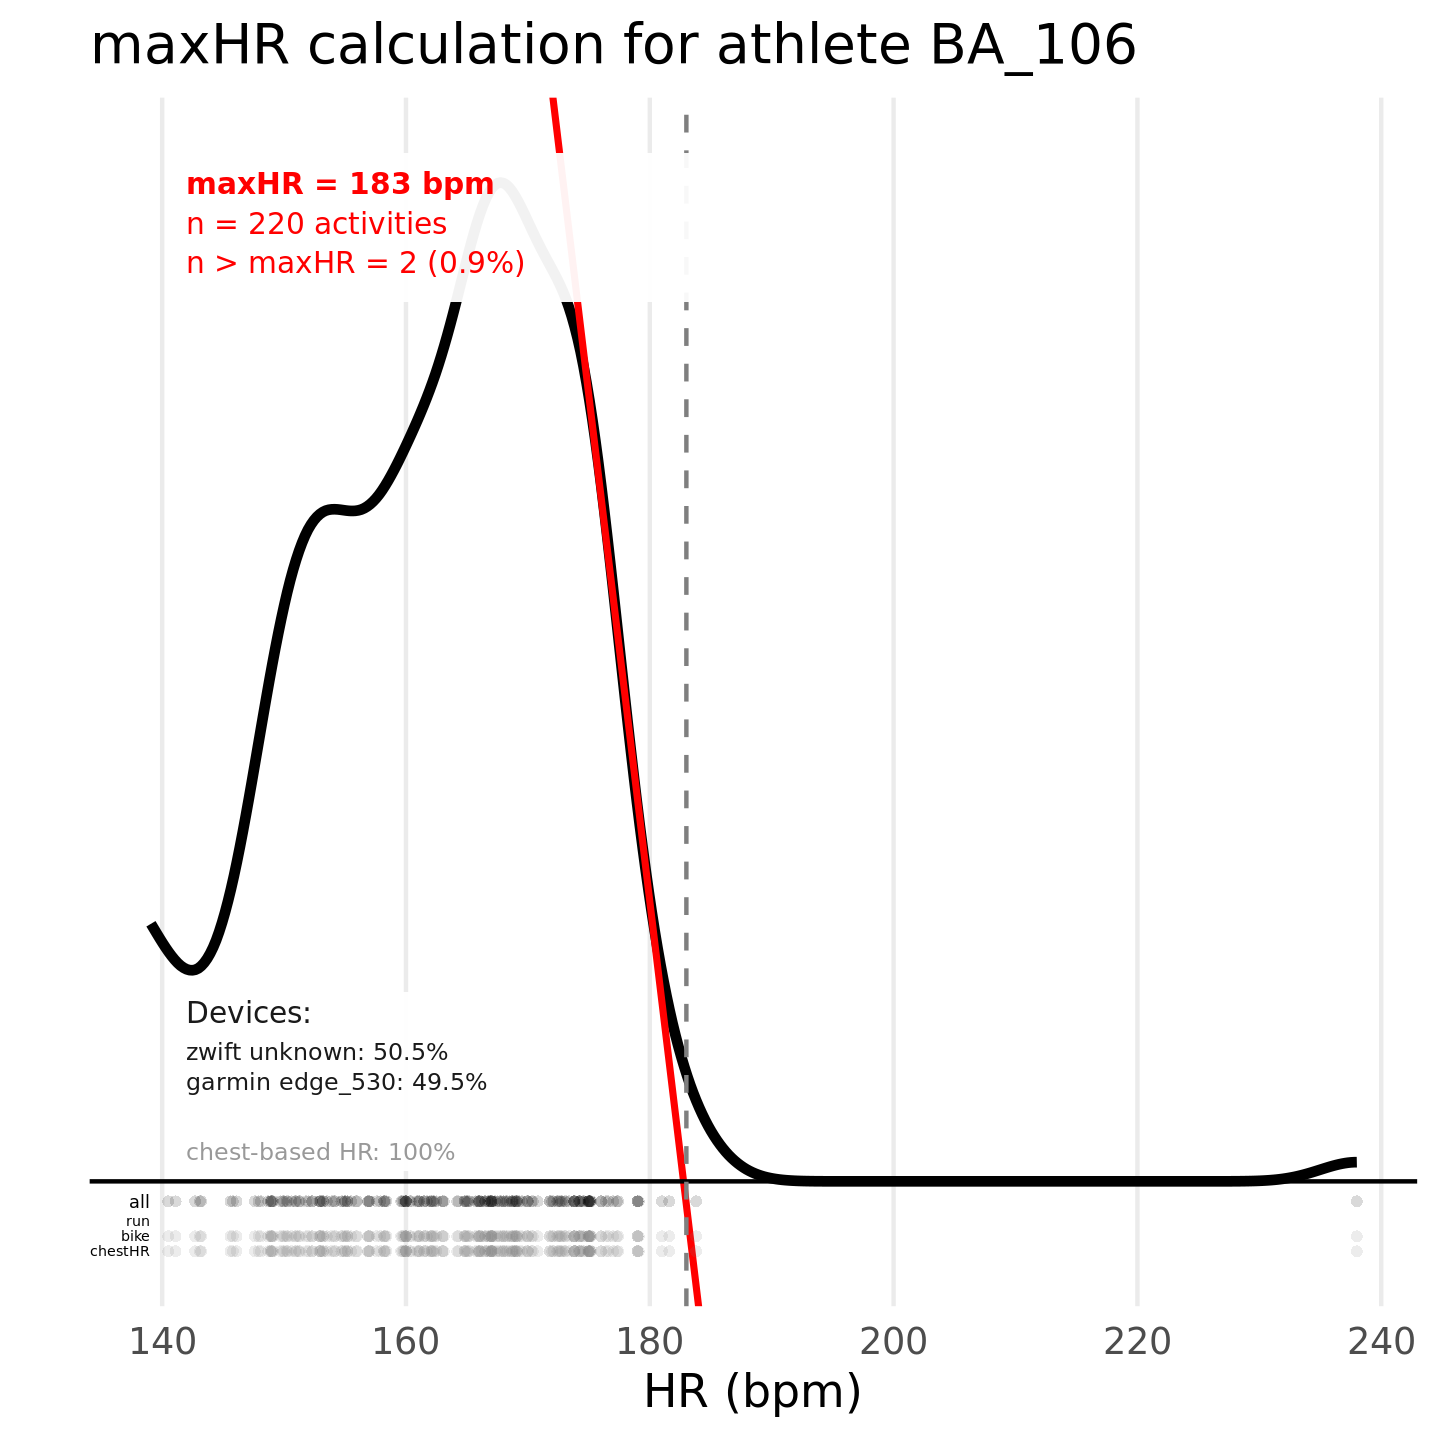 maxHR calculation for athlete BA_106
maxHR = 183 bpm
n = 220 activities
n > maxHR = 2 (0.9%)
Devices:
zwift unknown: 50.5%
garmin edge_530: 49.5%
chest-based HR: 100%
all
run
bike
chestHR
140 160 180 200 220 240
HR (bpm)